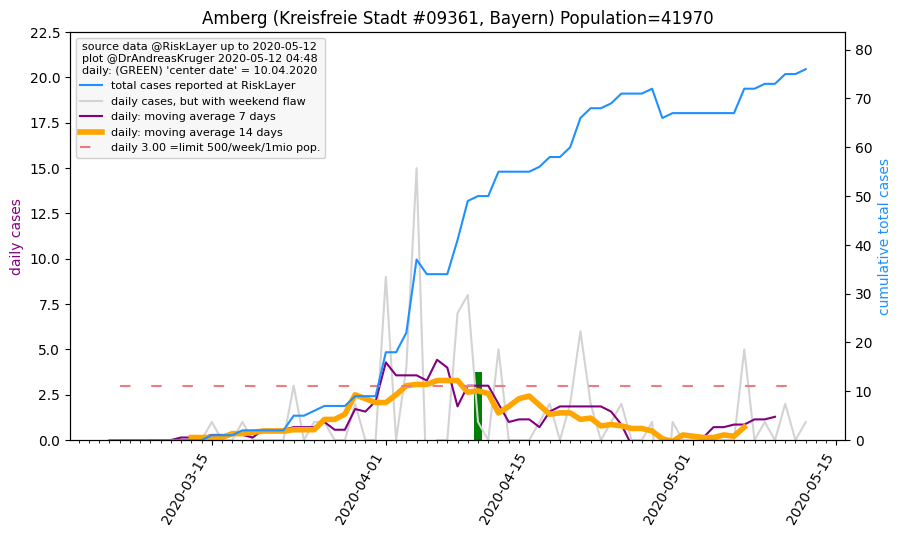 Amberg (Kreisfreie Stadt #09361, Bayern) Population=41970
source data @RiskLayer up to 2020-05-12
plot @DrAndreasKruger 2020-05-12 04:48
daily: (GREEN) 'center date' = 10.04.2020
total cases reported at RiskLayer
daily cases, but with weekend flaw
daily: moving average 7 days
daily: moving average 14 days
daily 3.00 =limit 500/week/1mio pop.
daily cases
22.5
20.0
17.5
15.0
12.5
10.0
7.5
5.0
2.5
0.0
cumulative total cases
80
70
60
50
40
30
20
10
0
2020-03-15
2020-04-01
2020-04-15
2020-05-01
2020-05-15